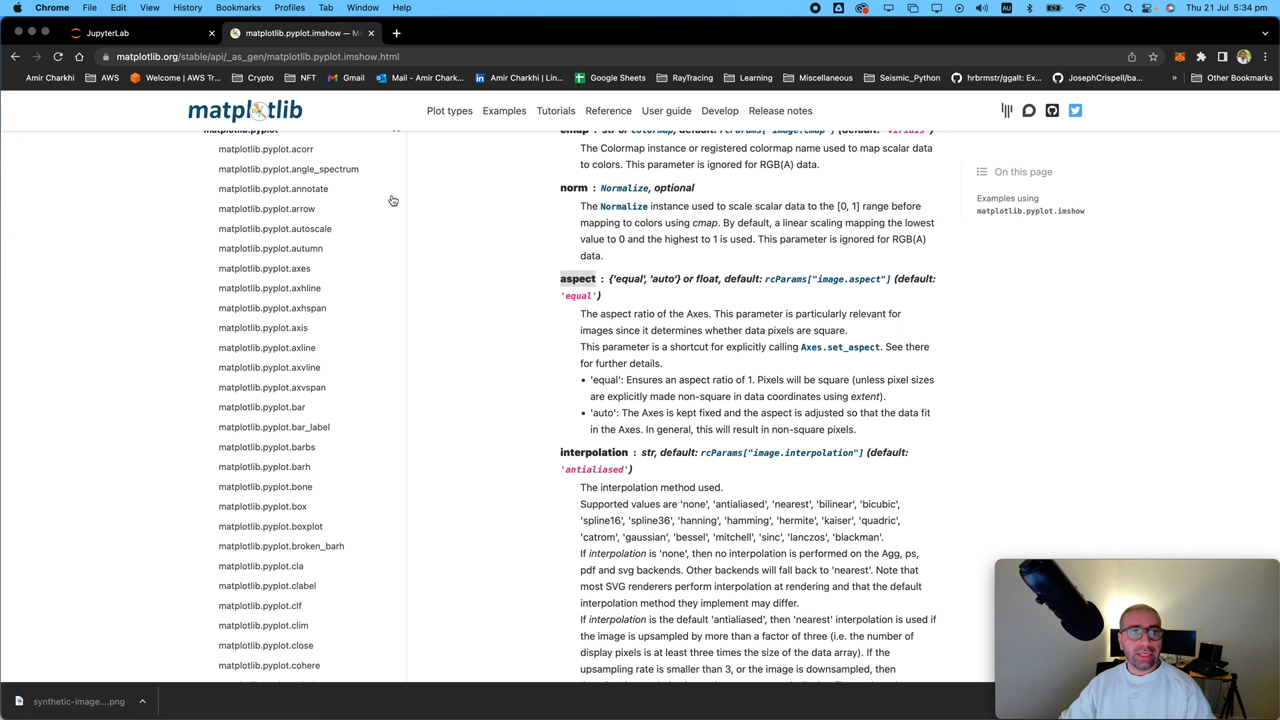 Chrome File Edit View History Bookmarks Profiles Tab Window Help AU Thu 21 Jul 5:34 pm
JupyterLab matplotlib.pyplot.imshow — Ma
matplotlib.org/stable/api/_as_gen/matplotlib.pyplot.imshow.html
Amir Charkhi AWS Welcome | AWS Tr... Crypto NFT Gmail Mail - Amir Charkhi... Amir Charkhi | Lin... Google Sheets RayTracing Learning Miscellaneous Seismic_Python hrbrmstr/ggalt: Ex... JosephCrispell/ba... » Other Bookmarks
matplotlib Plot types Examples Tutorials Reference User guide Develop Release notes
matplotlib.pyplot
matplotlib.pyplot.acorr
matplotlib.pyplot.angle_spectrum
matplotlib.pyplot.annotate
matplotlib.pyplot.arrow
matplotlib.pyplot.autoscale
matplotlib.pyplot.autumn
matplotlib.pyplot.axes
matplotlib.pyplot.axhline
matplotlib.pyplot.axhspan
matplotlib.pyplot.axis
matplotlib.pyplot.axline
matplotlib.pyplot.axvline
matplotlib.pyplot.axvspan
matplotlib.pyplot.bar
matplotlib.pyplot.bar_label
matplotlib.pyplot.barbs
matplotlib.pyplot.barh
matplotlib.pyplot.bone
matplotlib.pyplot.box
matplotlib.pyplot.boxplot
matplotlib.pyplot.broken_barh
matplotlib.pyplot.cla
matplotlib.pyplot.clabel
matplotlib.pyplot.clf
matplotlib.pyplot.clim
matplotlib.pyplot.close
matplotlib.pyplot.cohere
cmap : str or Colormap, default: rcParams["image.cmap"] (default: 'viridis')
The Colormap instance or registered colormap name used to map scalar data
to colors. This parameter is ignored for RGB(A) data.
norm : Normalize, optional
The Normalize instance used to scale scalar data to the [0, 1] range before
mapping to colors using cmap. By default, a linear scaling mapping the lowest
value to 0 and the highest to 1 is used. This parameter is ignored for RGB(A)
data.
aspect : {'equal', 'auto'} or float, default: rcParams["image.aspect"] (default:
'equal')
The aspect ratio of the Axes. This parameter is particularly relevant for
images since it determines whether data pixels are square.
This parameter is a shortcut for explicitly calling Axes.set_aspect. See there
for further details.
• 'equal': Ensures an aspect ratio of 1. Pixels will be square (unless pixel sizes
are explicitly made non-square in data coordinates using extent).
• 'auto': The Axes is kept fixed and the aspect is adjusted so that the data fit
in the Axes. In general, this will result in non-square pixels.
interpolation : str, default: rcParams["image.interpolation"] (default:
'antialiased')
The interpolation method used.
Supported values are 'none', 'antialiased', 'nearest', 'bilinear', 'bicubic',
'spline16', 'spline36', 'hanning', 'hamming', 'hermite', 'kaiser', 'quadric',
'catrom', 'gaussian', 'bessel', 'mitchell', 'sinc', 'lanczos', 'blackman'.
If interpolation is 'none', then no interpolation is performed on the Agg, ps,
pdf and svg backends. Other backends will fall back to 'nearest'. Note that
most SVG renderers perform interpolation at rendering and that the default
interpolation method they implement may differ.
If interpolation is the default 'antialiased', then 'nearest' interpolation is used if
the image is upsampled by more than a factor of three (i.e. the number of
display pixels is at least three times the size of the data array). If the
upsampling rate is smaller than 3, or the image is downsampled, then
On this page
Examples using
matplotlib.pyplot.imshow
synthetic-image....png